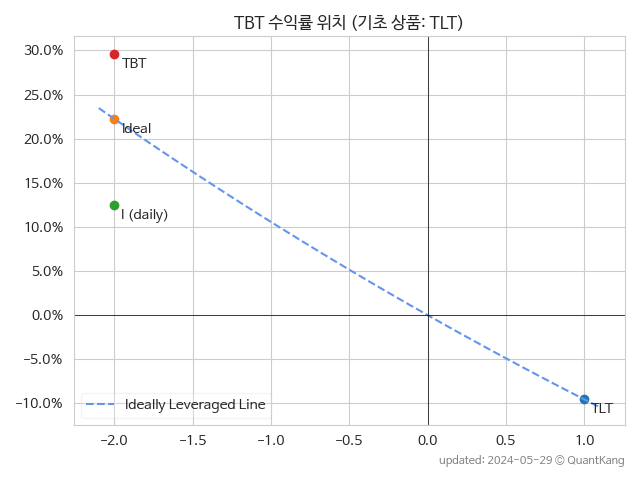 TBT 수익률 위치 (기초 상품: TLT)
30.0%
25.0%
20.0%
15.0%
10.0%
5.0%
0.0%
−5.0%
−10.0%
TBT
Ideal
I (daily)
TLT
Ideally Leveraged Line
−2.0 −1.5 −1.0 −0.5 0.0 0.5 1.0
updated: 2024-05-29 © QuantKang